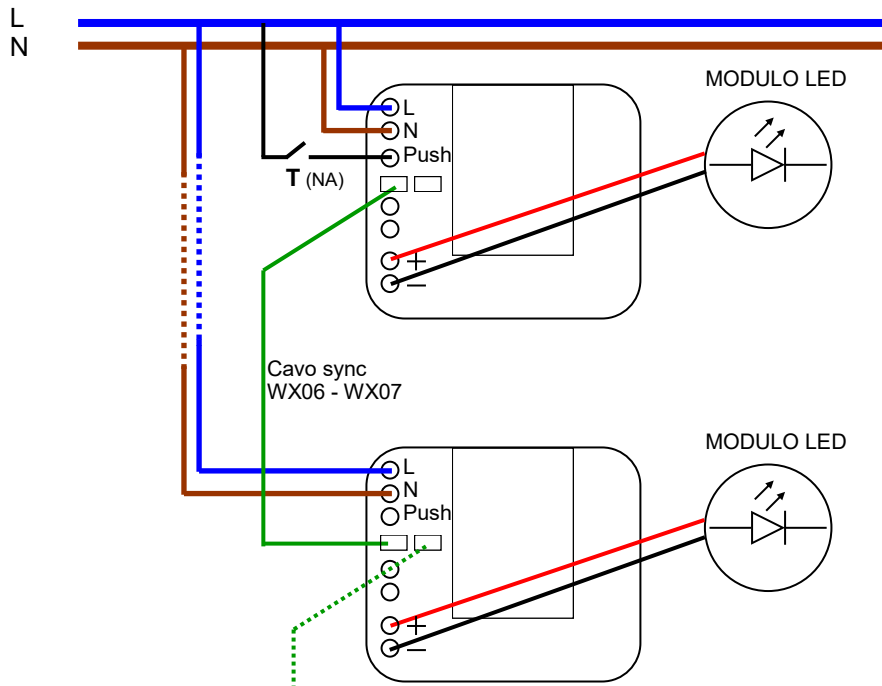 L
N
MODULO LED
L
N
Push
T (NA)
+
−
Cavo sync
WX06 - WX07
MODULO LED
L
N
Push
+
−